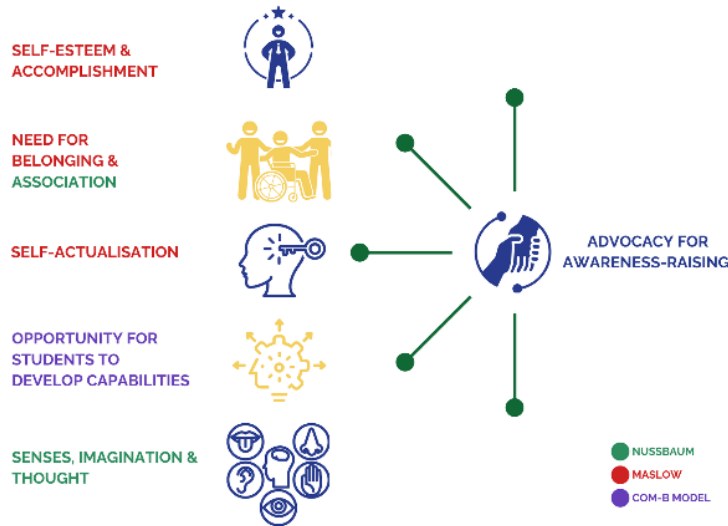 SELF-ESTEEM &
ACCOMPLISHMENT
NEED FOR
BELONGING &
ASSOCIATION
SELF-ACTUALISATION
OPPORTUNITY FOR
STUDENTS TO
DEVELOP CAPABILITIES
SENSES, IMAGINATION &
THOUGHT
ADVOCACY FOR
AWARENESS-RAISING
NUSSBAUM
MASLOW
COM-B MODEL